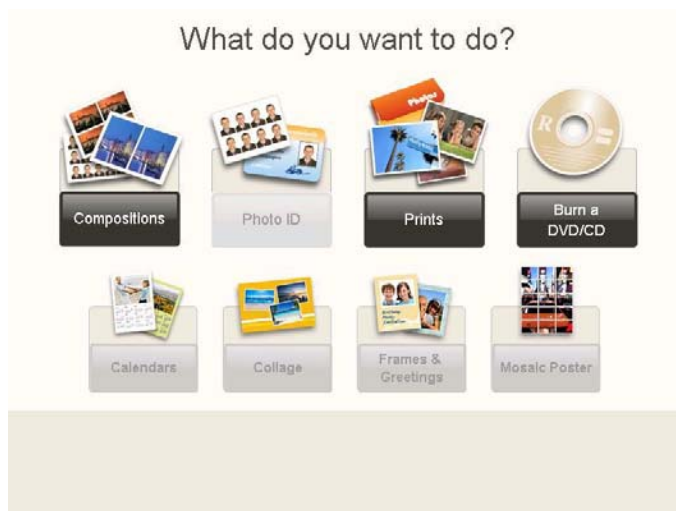 What do you want to do?
Photos
R
Compositions
Photo ID
Prints
Burn a
DVD/CD
Calendars
Collage
Frames &
Greetings
Mosaic Poster